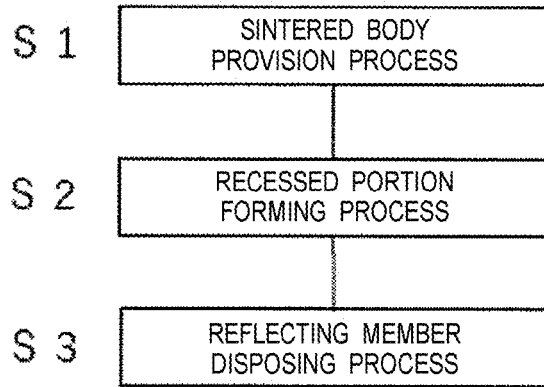 S 1
SINTERED BODY
PROVISION PROCESS
S 2
RECESSED PORTION
FORMING PROCESS
S 3
REFLECTING MEMBER
DISPOSING PROCESS